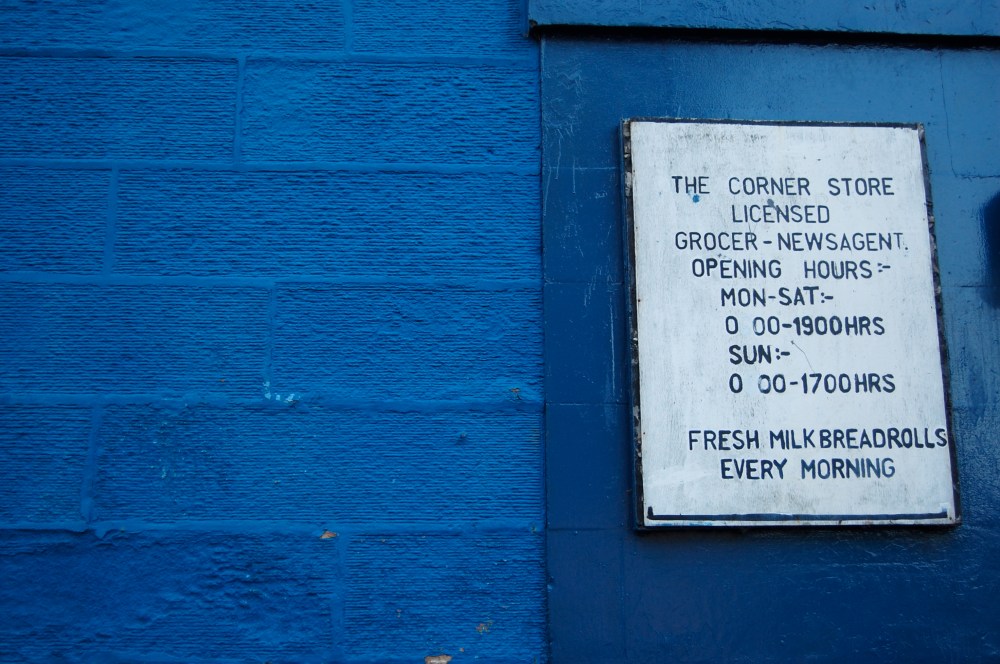 THE CORNER STORE
LICENSED
GROCER-NEWSAGENT.
OPENING HOURS:-
MON-SAT:-
0 00-1900HRS
SUN:-
0 00-1700HRS
FRESH MILK BREADROLLS
EVERY MORNING